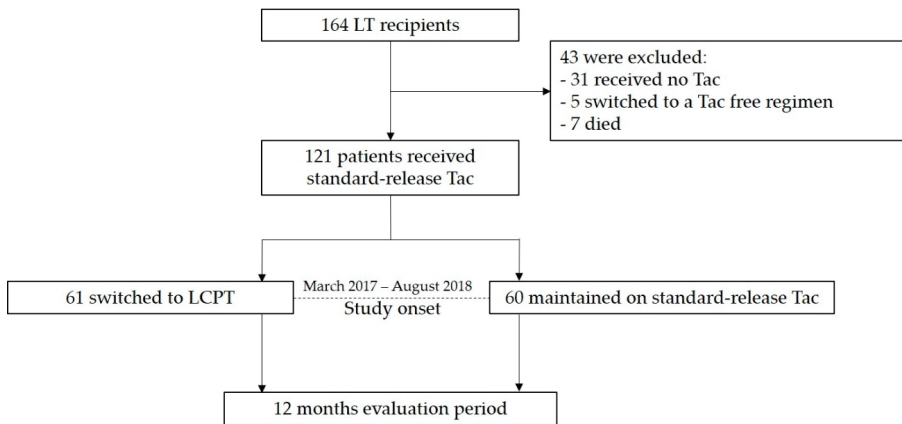 164 LT recipients
43 were excluded:
- 31 received no Tac
- 5 switched to a Tac free regimen
- 7 died
121 patients received
standard-release Tac
61 switched to LCPT
March 2017 – August 2018
Study onset
60 maintained on standard-release Tac
12 months evaluation period